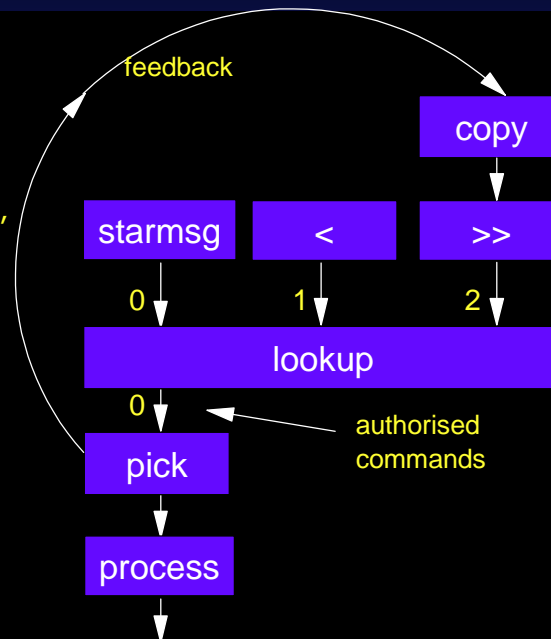 feedback
copy
'
starmsg
<
>>
0
1
2
lookup
0
authorised
commands
pick
process